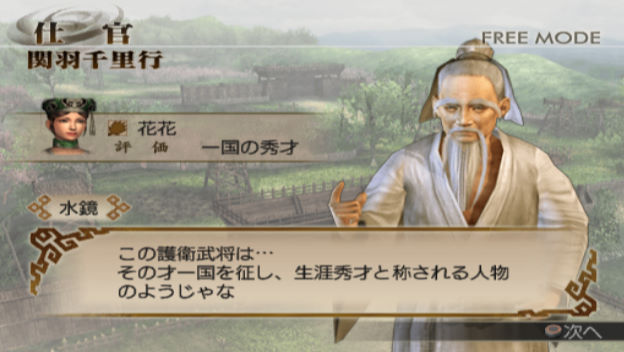 仕官
FREE MODE
関羽千里行
花花
評価 一国の秀才
水鏡
この護衛武将は…
その才一国を征し、生涯秀才と称される人物
のようじゃな
次へ